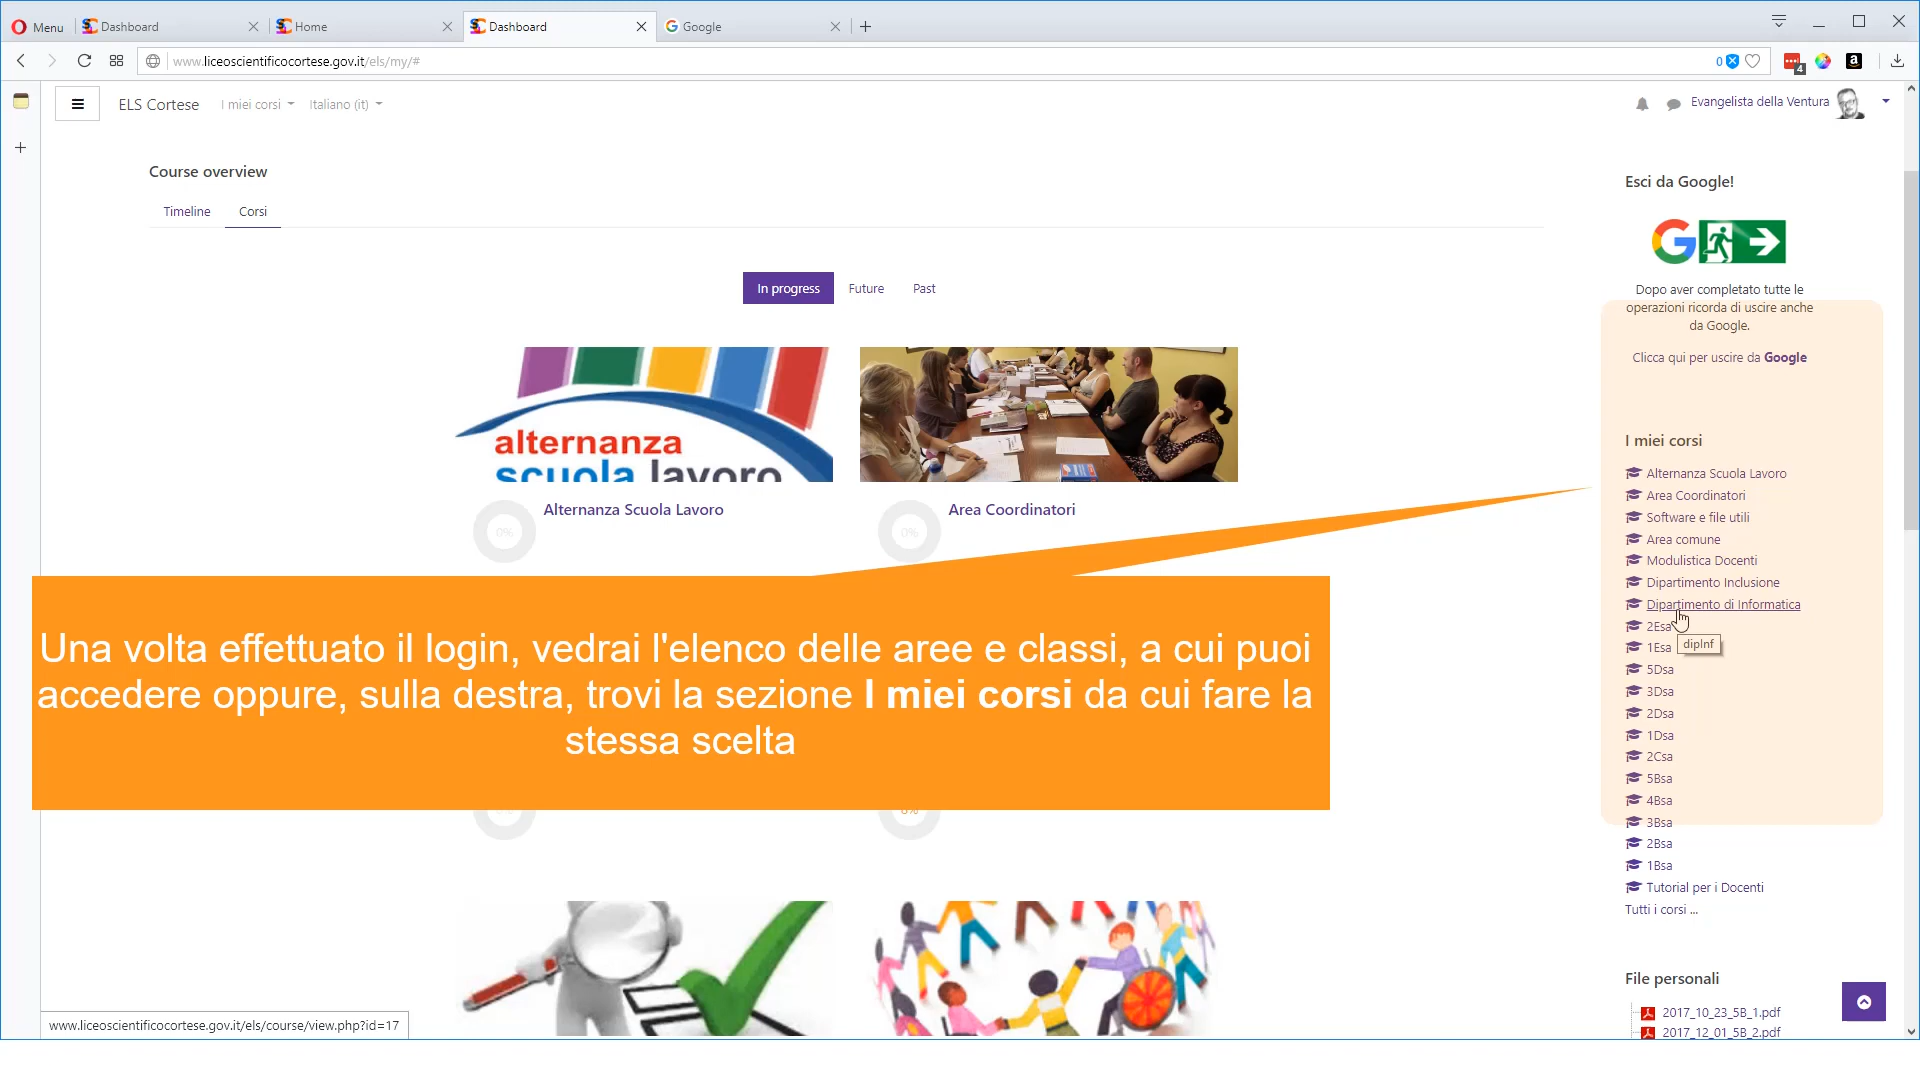 Menu
Dashboard
Home
Dashboard
Google
www.liceoscientificocortese.gov.it/els/my/#
0
4
ELS Cortese
I miei corsi
Italiano (it)
Evangelista della Ventura
Course overview
Timeline
Corsi
In progress
Future
Past
alternanza
scuola lavoro
0%
Alternanza Scuola Lavoro
0%
Area Coordinatori
Una volta effettuato il login, vedrai l'elenco delle aree e classi, a cui puoi
accedere oppure, sulla destra, trovi la sezione I miei corsi da cui fare la
stessa scelta
Esci da Google!
Dopo aver completato tutte le
operazioni ricorda di uscire anche
da Google.
Clicca qui per uscire da Google
I miei corsi
Alternanza Scuola Lavoro
Area Coordinatori
Software e file utili
Area comune
Modulistica Docenti
Dipartimento Inclusione
Dipartimento di Informatica
2Esa
dipInf
1Esa
5Dsa
3Dsa
2Dsa
1Dsa
2Csa
5Bsa
4Bsa
3Bsa
2Bsa
1Bsa
Tutorial per i Docenti
Tutti i corsi ...
File personali
2017_10_23_5B_1.pdf
2017_12_01_5B_2.pdf
www.liceoscientificocortese.gov.it/els/course/view.php?id=17